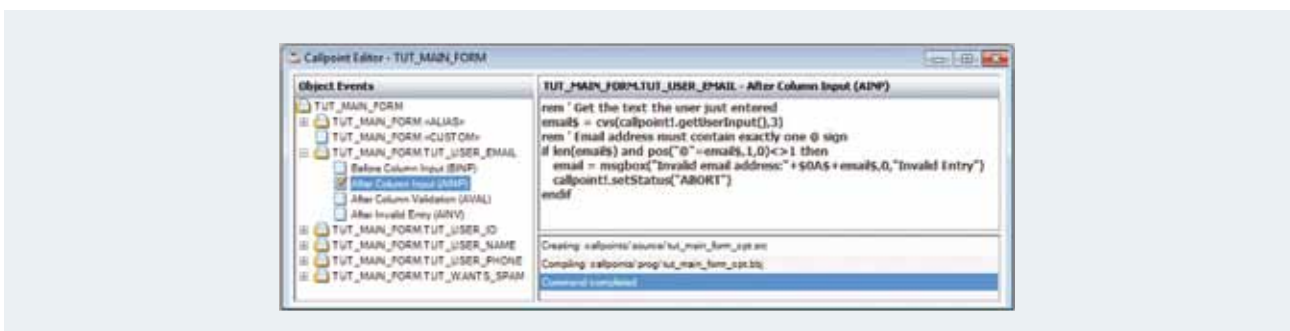 Callpoint Editor - TUT_MAIN_FORM
Object Events
TUT_MAIN_FORM
TUT_MAIN_FORM.<ALIAS>
TUT_MAIN_FORM.<CUSTOM>
TUT_MAIN_FORM.TUT_USER_EMAIL
Before Column Input (BINP)
After Column Input (AINP)
After Column Validation (AVAL)
After Invalid Entry (AINV)
TUT_MAIN_FORM.TUT_USER_ID
TUT_MAIN_FORM.TUT_USER_NAME
TUT_MAIN_FORM.TUT_USER_PHONE
TUT_MAIN_FORM.TUT_WANTS_SPAM
TUT_MAIN_FORM.TUT_USER_EMAIL - After Column Input (AINP)
rem ' Get the text the user just entered
email$ = cvs(callpoint!.getUserInput(),3)
rem ' Email address must contain exactly one @ sign
if len(email$) and pos("@"=email$,1,0)<>1 then
email = msgbox("Invalid email address:"+$0A$+email$,0,"Invalid Entry")
callpoint!.setStatus("ABORT")
endif
Creating: callpoints/source/tut_main_form_cpt.src
Compiling: callpoints/prog/tut_main_form_cpt.bbj
Command completed